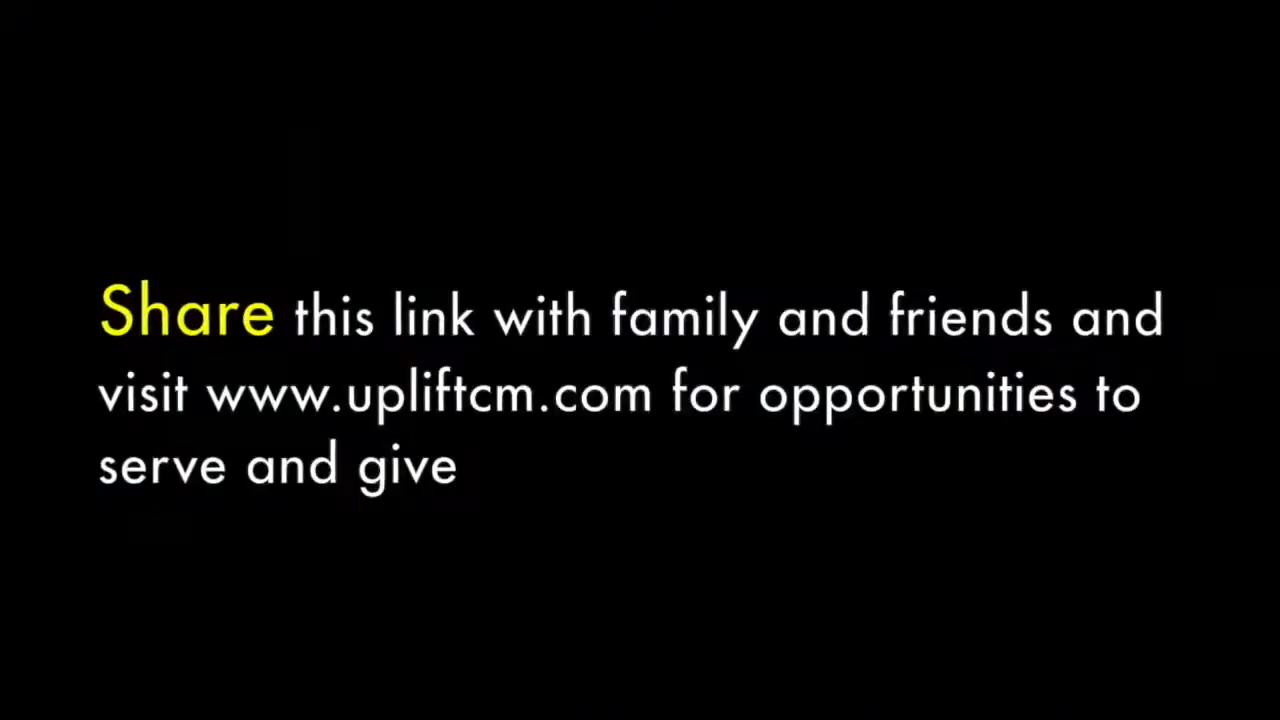 Share this link with family and friends and
visit www.upliftcm.com for opportunities to
serve and give